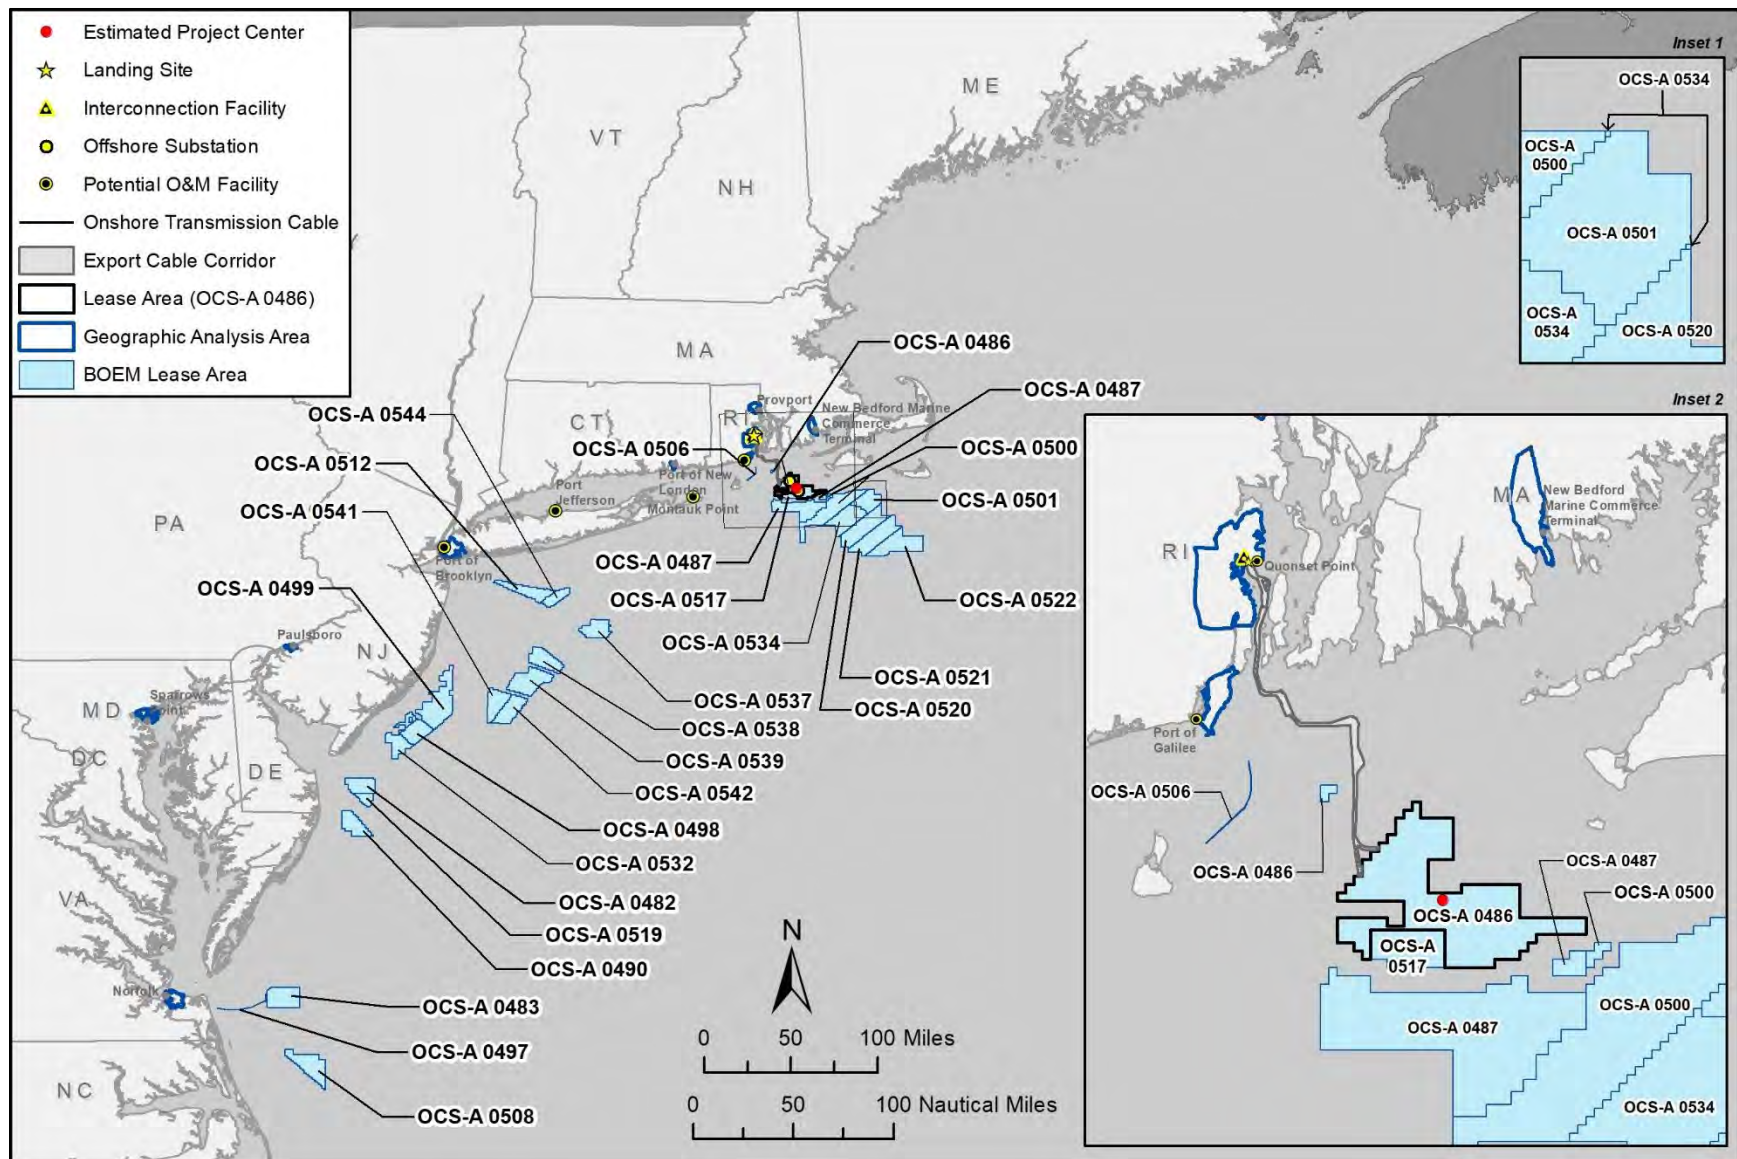 Estimated Project Center
Landing Site
Interconnection Facility
Offshore Substation
Potential O&M Facility
Onshore Transmission Cable
Export Cable Corridor
Lease Area (OCS-A 0486)
Geographic Analysis Area
BOEM Lease Area
ME
VT
NH
MA
CT
RI
PA
NJ
MD
DC
DE
VA
NC
Provport
New Bedford Marine
Commerce
Terminal
Port of New
London
Montauk Point
Port
Jefferson
Port of
Brooklyn
Paulsboro
Sparrows
Point
Norfolk
OCS-A 0486
OCS-A 0487
OCS-A 0544
OCS-A 0506
OCS-A 0500
OCS-A 0512
OCS-A 0501
OCS-A 0541
OCS-A 0487
OCS-A 0499
OCS-A 0517
OCS-A 0522
OCS-A 0534
OCS-A 0521
OCS-A 0537
OCS-A 0520
OCS-A 0538
OCS-A 0539
OCS-A 0542
OCS-A 0498
OCS-A 0532
OCS-A 0482
OCS-A 0519
OCS-A 0490
OCS-A 0483
OCS-A 0497
OCS-A 0508
N
0 50 100 Miles
0 50 100 Nautical Miles
Inset 1
OCS-A 0534
OCS-A
0500
OCS-A 0501
OCS-A
0534
OCS-A 0520
Inset 2
MA
New Bedford
Marine Commerce
Terminal
RI
Quonset Point
Port of
Galilee
OCS-A 0506
OCS-A 0486
OCS-A 0487
OCS-A 0500
OCS-A 0486
OCS-A
0517
OCS-A 0500
OCS-A 0487
OCS-A 0534